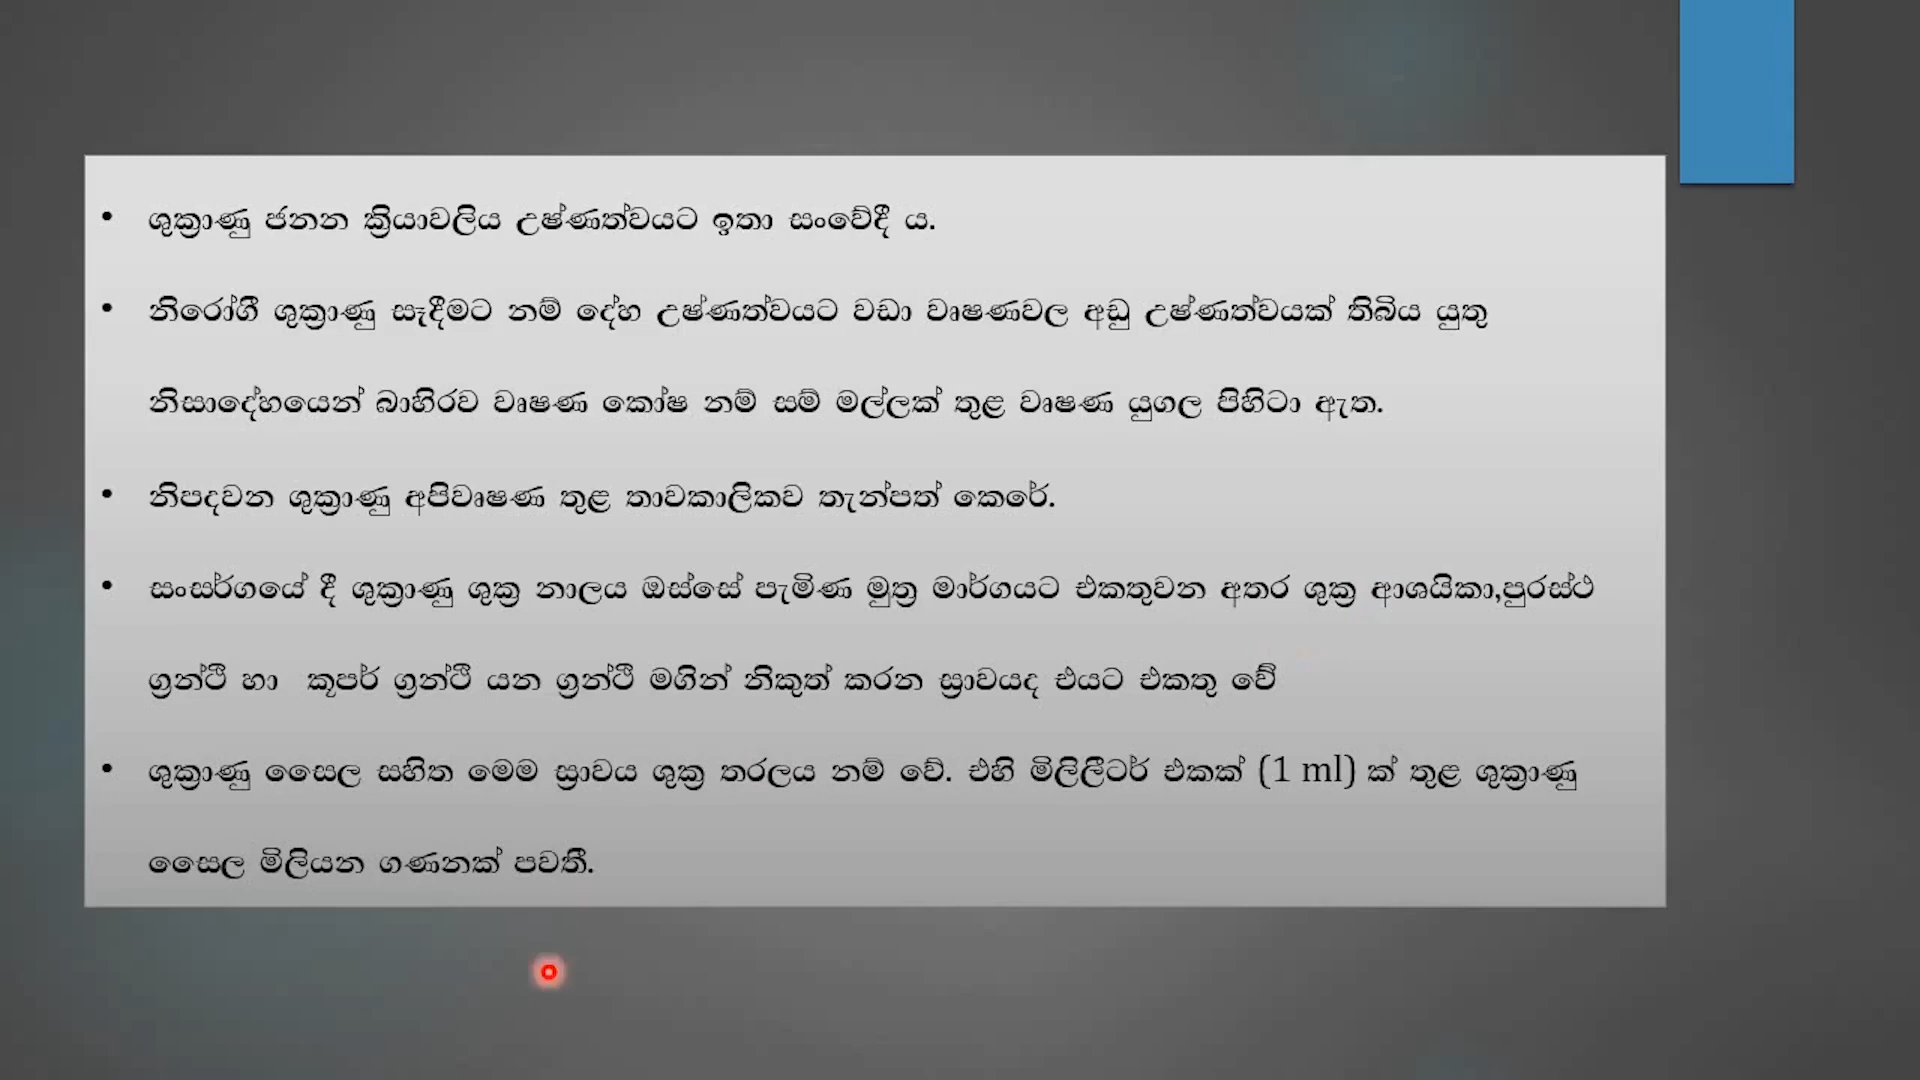 • ශුක්‍රාණු ජනන ක්‍රියාවලිය උෂ්ණත්වයට ඉතා සංවේදී ය.
• නිරෝගී ශුක්‍රාණු සෑදීමට නම් දේහ උෂ්ණත්වයට වඩා වෘෂණවල අඩු උෂ්ණත්වයක් තිබිය යුතු
නිසාදේහයෙන් බාහිරව වෘෂණ කෝෂ නම් සම් මල්ලක් තුළ වෘෂණ යුගල පිහිටා ඇත.
• නිපදවන ශුක්‍රාණු අපිවෘෂණ තුළ තාවකාලිකව තැන්පත් කෙරේ.
• සංසර්ගයේ දී ශුක්‍රාණු ශුක්‍ර නාලය ඔස්සේ පැමිණ මුත්‍ර මාර්ගයට එකතුවන අතර ශුක්‍ර ආශයිකා,පුරස්ථ
ග්‍රන්ථි හා කූපර් ග්‍රන්ථි යන ග්‍රන්ථි මගින් නිකුත් කරන ස්‍රාවයද එයට එකතු වේ
• ශුක්‍රාණු සෛල සහිත මෙම ස්‍රාවය ශුක්‍ර තරලය නම් වේ. එහි මිලිලීටර් එකක් (1 ml) ක් තුළ ශුක්‍රාණු
සෛල මිලියන ගණනක් පවතී.